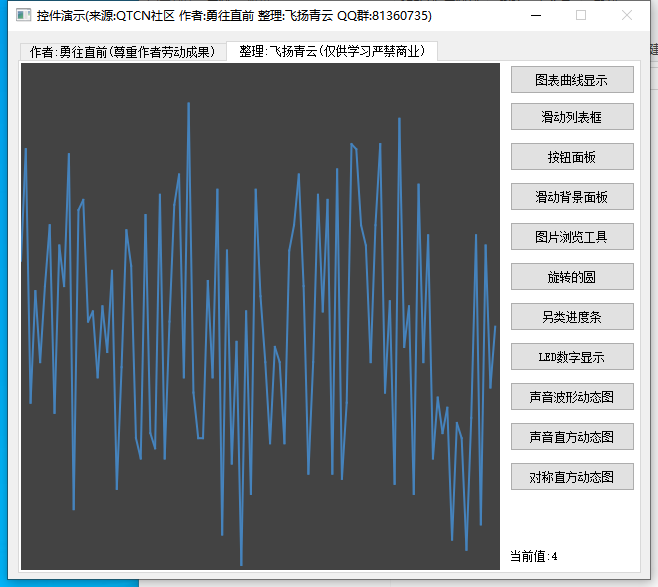 控件演示(来源:QTCN社区 作者:勇往直前 整理:飞扬青云 QQ群:81360735)
作者:勇往直前(尊重作者劳动成果)
整理:飞扬青云(仅供学习严禁商业)
图表曲线显示
滑动列表框
按钮面板
滑动背景面板
图片浏览工具
旋转的圆
另类进度条
LED数字显示
声音波形动态图
声音直方动态图
对称直方动态图
当前值:4